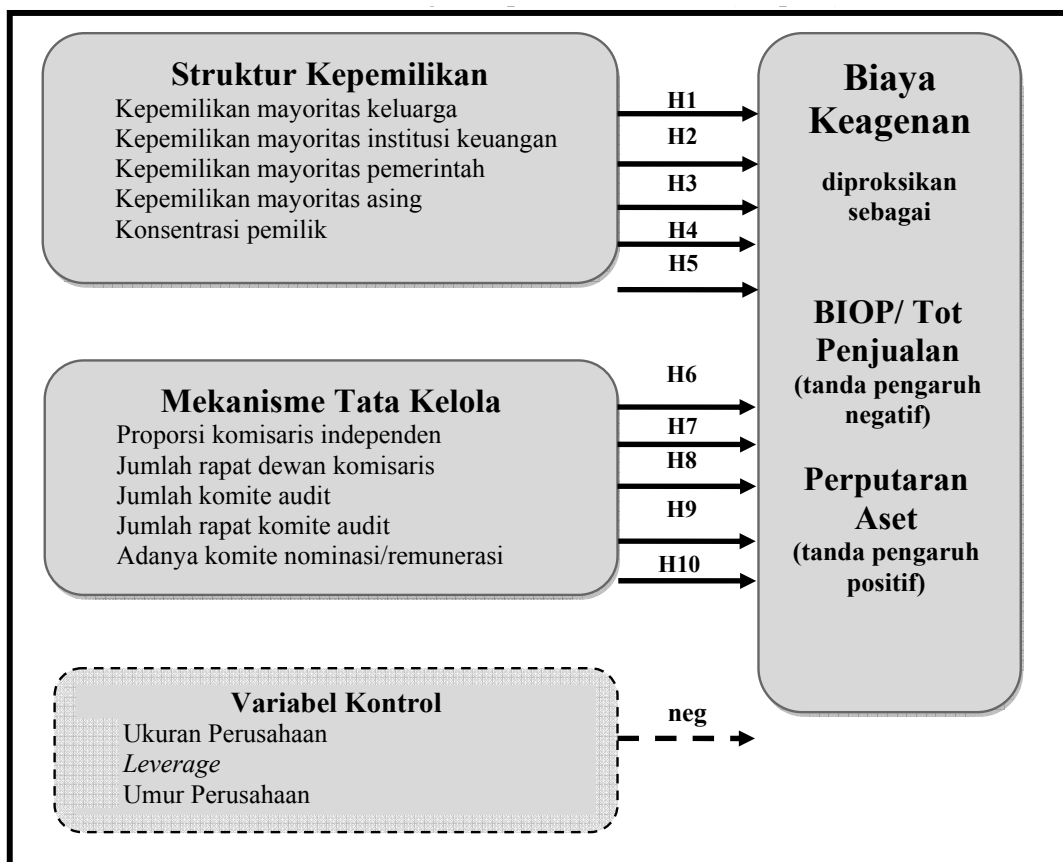 Struktur Kepemilikan
Kepemilikan mayoritas keluarga
Kepemilikan mayoritas institusi keuangan
Kepemilikan mayoritas pemerintah
Kepemilikan mayoritas asing
Konsentrasi pemilik
H1
H2
H3
H4
H5
Mekanisme Tata Kelola
Proporsi komisaris independen
Jumlah rapat dewan komisaris
Jumlah komite audit
Jumlah rapat komite audit
Adanya komite nominasi/remunerasi
H6
H7
H8
H9
H10
Variabel Kontrol
Ukuran Perusahaan
Leverage
Umur Perusahaan
neg
Biaya
Keagenan
diproksikan
sebagai
BIOP/ Tot
Penjualan
(tanda pengaruh
negatif)
Perputaran
Aset
(tanda pengaruh
positif)